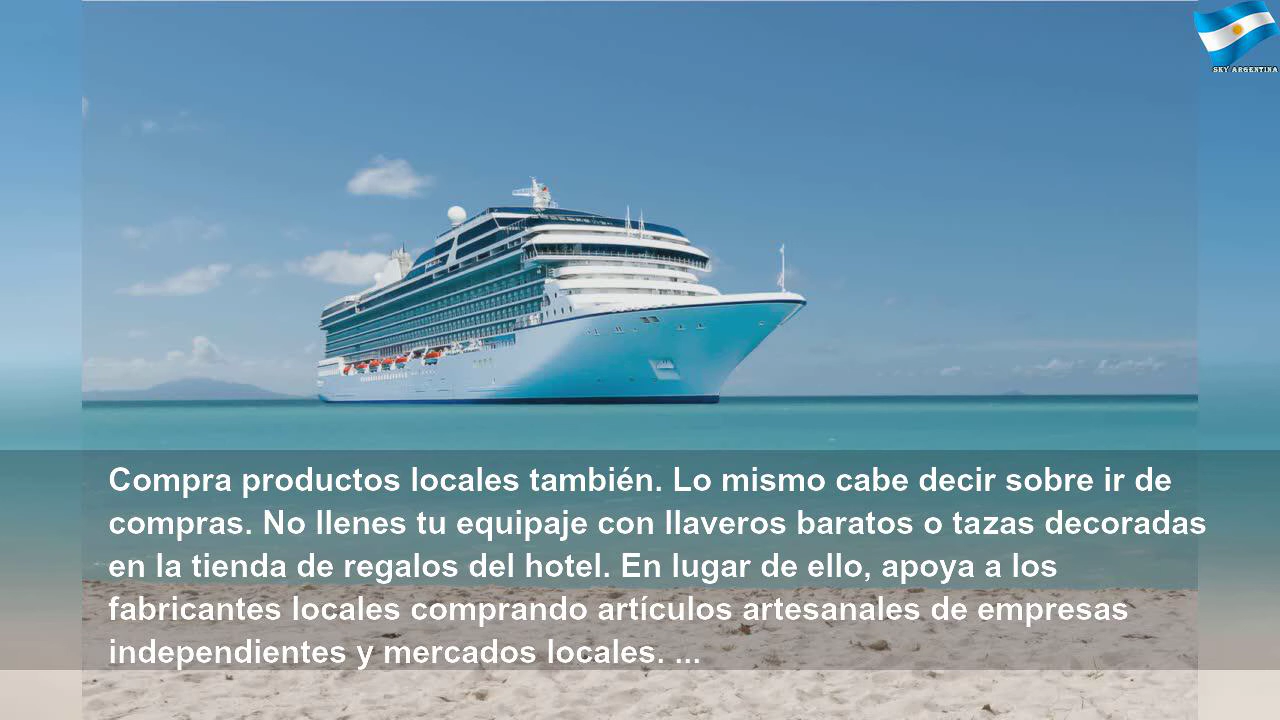 SKY ARGENTINA
Compra productos locales también. Lo mismo cabe decir sobre ir de
compras. No llenes tu equipaje con llaveros baratos o tazas decoradas
en la tienda de regalos del hotel. En lugar de ello, apoya a los
fabricantes locales comprando artículos artesanales de empresas
independientes y mercados locales. ...